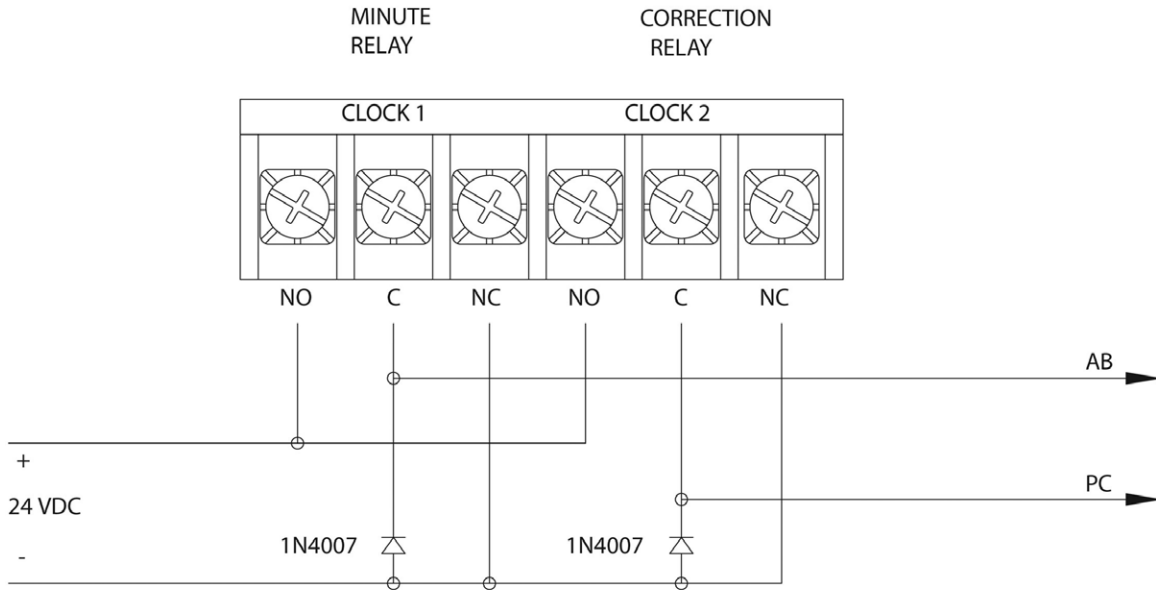 MINUTE
RELAY
CORRECTION
RELAY
CLOCK 1
CLOCK 2
NO C NC NO C NC
AB
+
24 VDC
-
PC
1N4007
1N4007